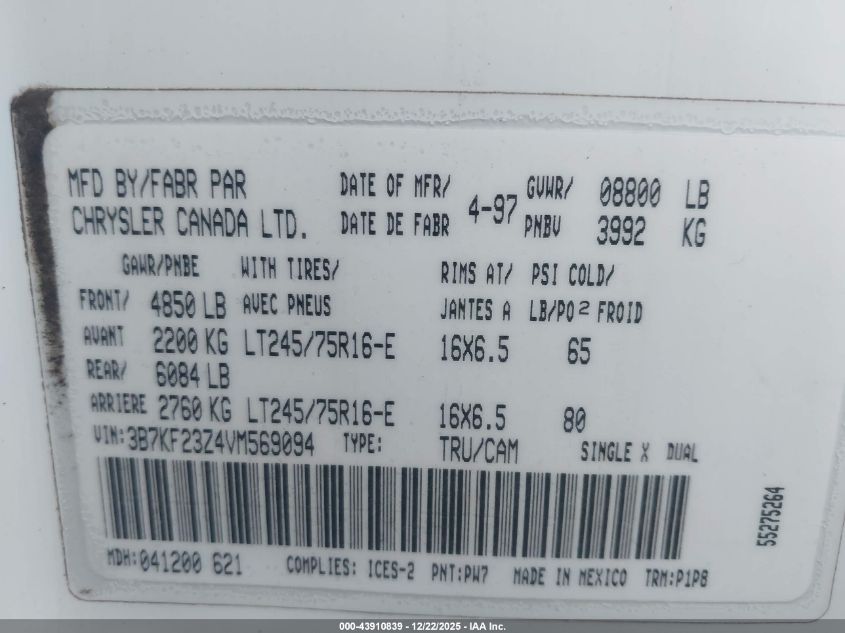 MFD BY/FABR PAR DATE OF MFR/ 4-97 GVWR/ 08800 LB
CHRYSLER CANADA LTD. DATE DE FABR PNBV 3992 KG
GAWR/PNBE WITH TIRES/ RIMS AT/ PSI COLD/
FRONT/ 4850 LB AVEC PNEUS JANTES A LB/PO² FROID
AVANT 2200 KG LT245/75R16-E 16X6.5 65
REAR/ 6084 LB
ARRIERE 2760 KG LT245/75R16-E 16X6.5 80
VIN:3B7KF23Z4VM569094 TYPE: TRU/CAM SINGLE X DUAL
55275264
MDH:041200 621 COMPLIES: ICES-2 PNT:PW7 MADE IN MEXICO TRM:P1P8
000-43910839 - 12/22/2025 - IAA Inc.